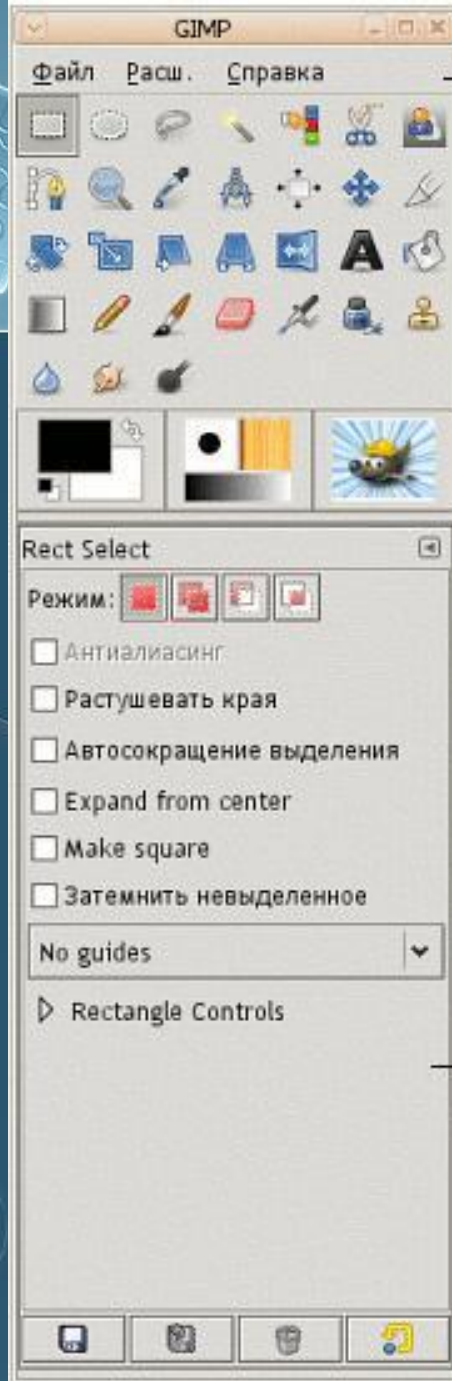 GIMP
Файл Расш. Справка
Rect Select
Режим:
Антиалиасинг
Растушевать края
Автосокращение выделения
Expand from center
Make square
Затемнить невыделенное
No guides
Rectangle Controls